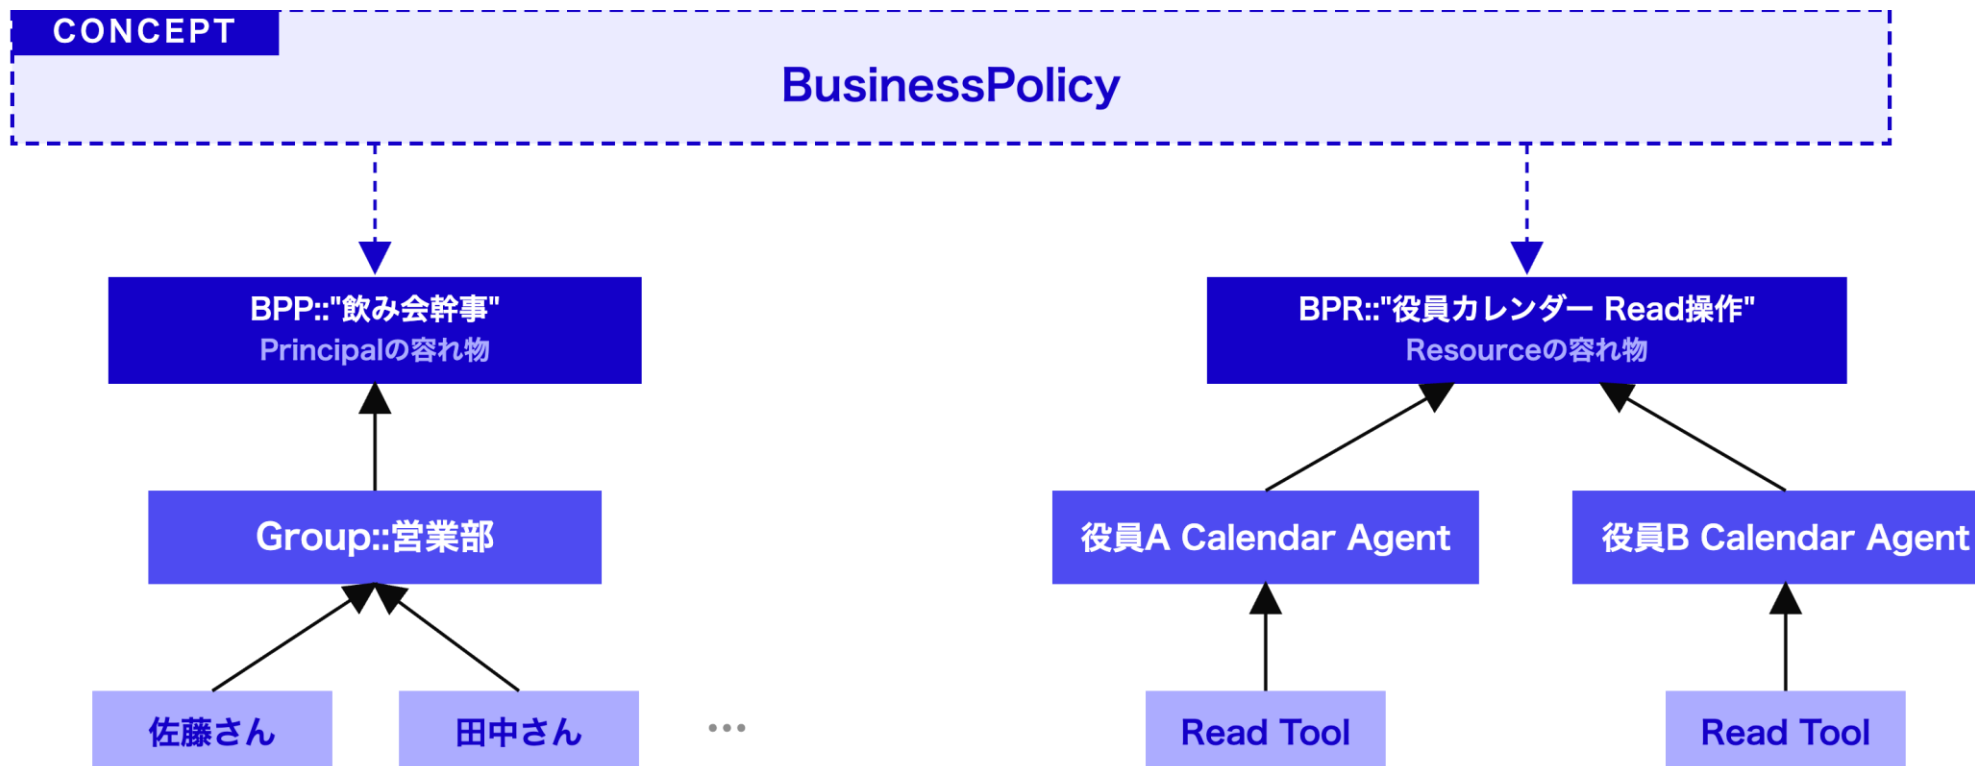 CONCEPT
BusinessPolicy
BPP::"飲み会幹事"
Principalの容れ物
BPR::"役員カレンダー Read操作"
Resourceの容れ物
Group::営業部
役員A Calendar Agent
役員B Calendar Agent
佐藤さん
田中さん
...
Read Tool
Read Tool